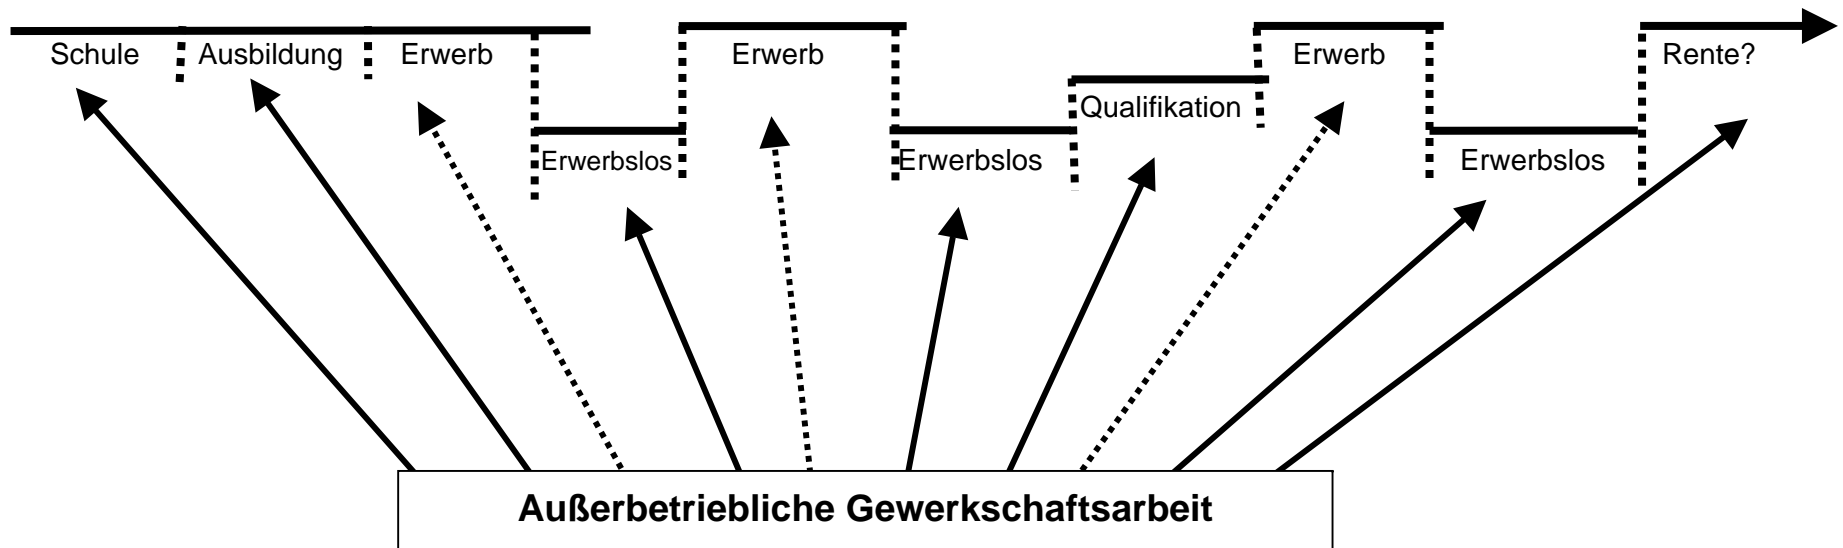 Schule Ausbildung Erwerb Erwerb Erwerb Rente?
Qualifikation
Erwerbslos Erwerbslos Erwerbslos
Außerbetriebliche Gewerkschaftsarbeit